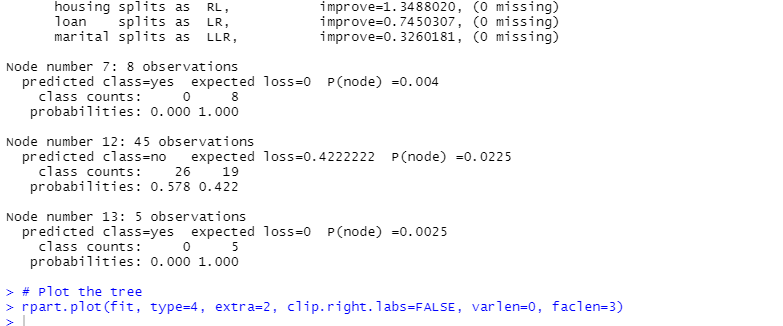 housing splits as  RL,            improve=1.3488020, (0 missing)
loan    splits as  LR,            improve=0.7450307, (0 missing)
marital splits as  LLR,           improve=0.3260181, (0 missing)
Node number 7: 8 observations
predicted class=yes  expected loss=0  P(node) =0.004
class counts:     0     8
probabilities: 0.000 1.000
Node number 12: 45 observations
predicted class=no   expected loss=0.4222222  P(node) =0.0225
class counts:    26    19
probabilities: 0.578 0.422
Node number 13: 5 observations
predicted class=yes  expected loss=0  P(node) =0.0025
class counts:     0     5
probabilities: 0.000 1.000
> # Plot the tree
> rpart.plot(fit, type=4, extra=2, clip.right.labs=FALSE, varlen=0, faclen=3)
>